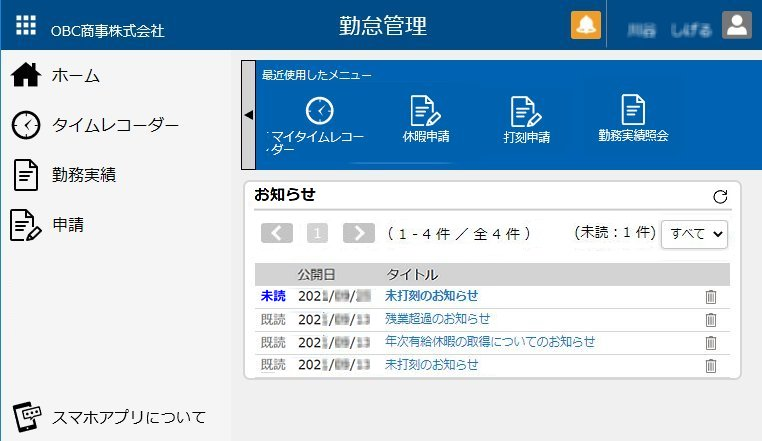 OBC商事株式会社
勤怠管理
ホーム
タイムレコーダー
勤務実績
申請
スマホアプリについて
最近使用したメニュー
マイタイムレコー
ダー
休暇申請
打刻申請
勤務実績照会
お知らせ
1
( 1 - 4 件 ／ 全 4 件 )
(未読：1 件)
すべて
公開日 タイトル
未読 2021/ 未打刻のお知らせ
既読 2021/ 残業超過のお知らせ
既読 2021/ 年次有給休暇の取得についてのお知らせ
既読 2021/ 未打刻のお知らせ